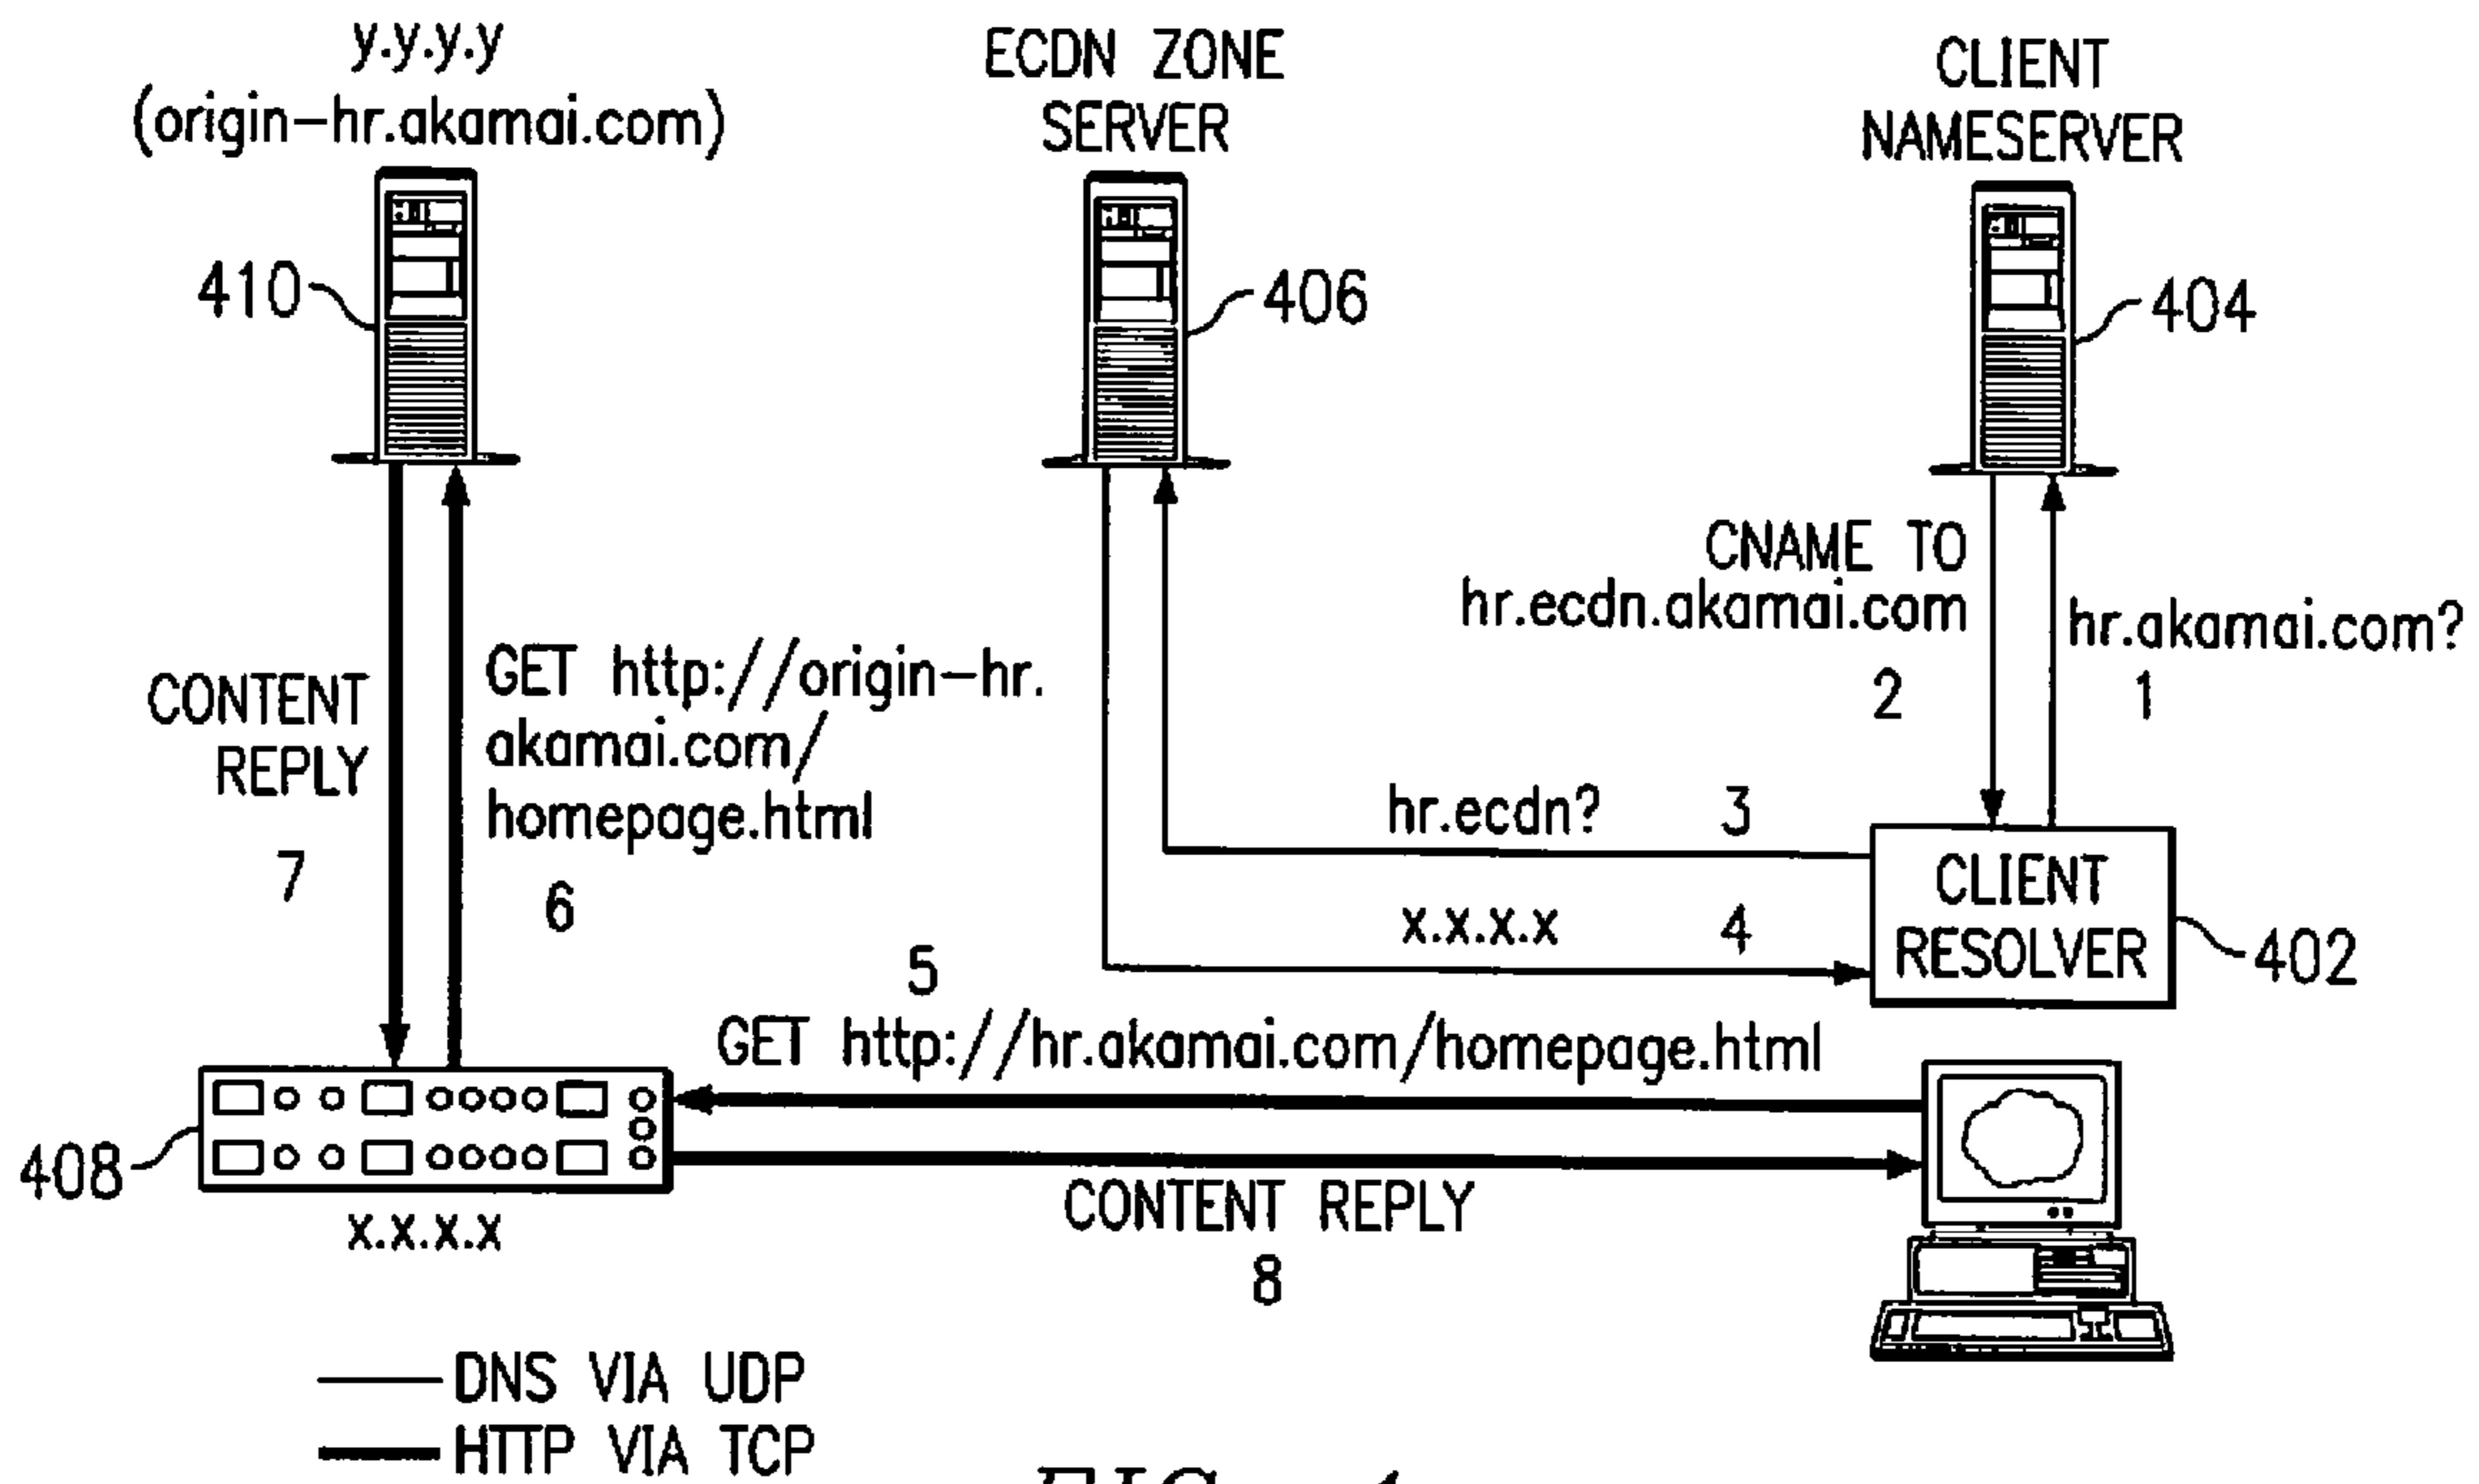 y.y.y.y
(origin-hr.akamai.com)
ECDN ZONE
SERVER
CLIENT
NAMESERVER
410
406
404
CNAME TO
hr.ecdn.akamai.com
2
hr.akamai.com?
1
CONTENT
REPLY
7
GET http://origin-hr.
akamai.com/
homepage.html
6
hr.ecdn? 3
x.x.x.x 4
CLIENT
RESOLVER
402
5
GET http://hr.akamai.com/homepage.html
408
x.x.x.x
CONTENT REPLY
8
DNS VIA UDP
HTTP VIA TCP